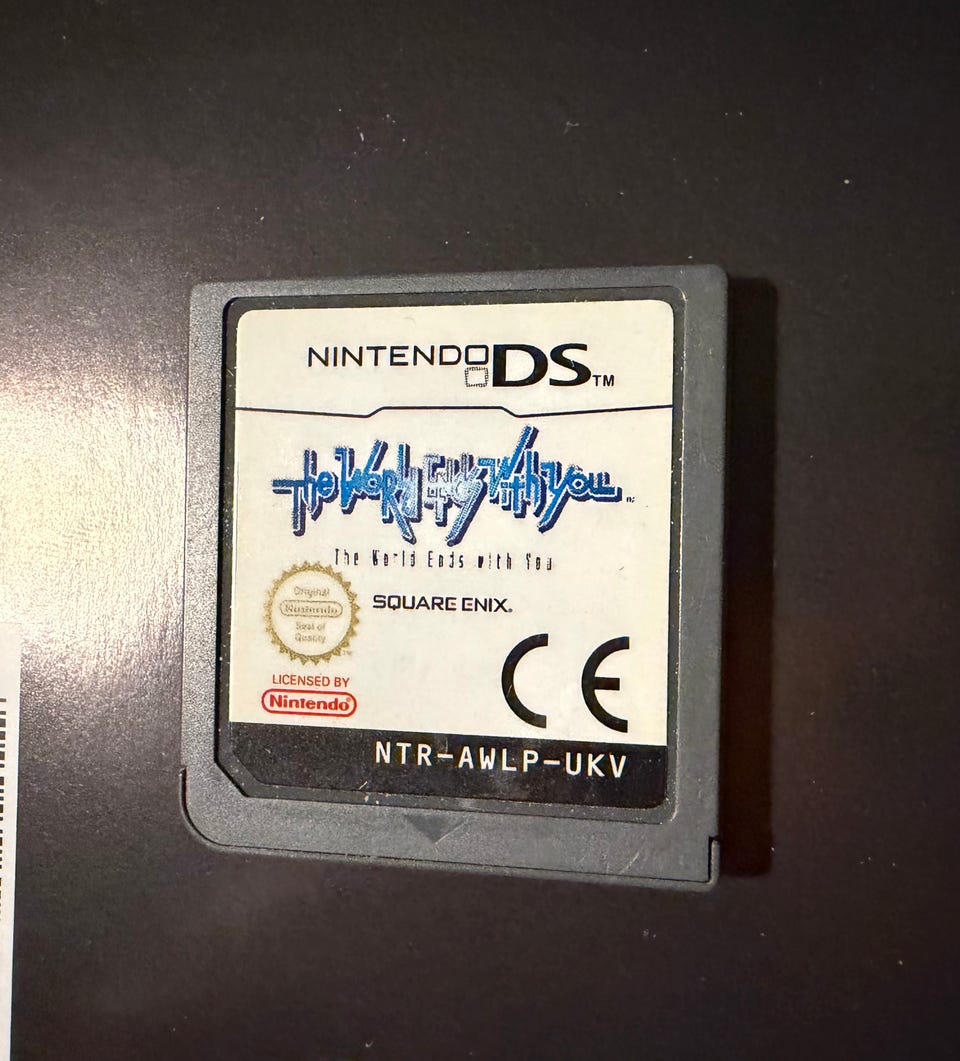 NINTENDO DS™
The World Ends With You
The World Ends with You
SQUARE ENIX®
Original
Nintendo
Seal of
Quality
LICENSED BY
Nintendo®
CE
NTR-AWLP-UKV